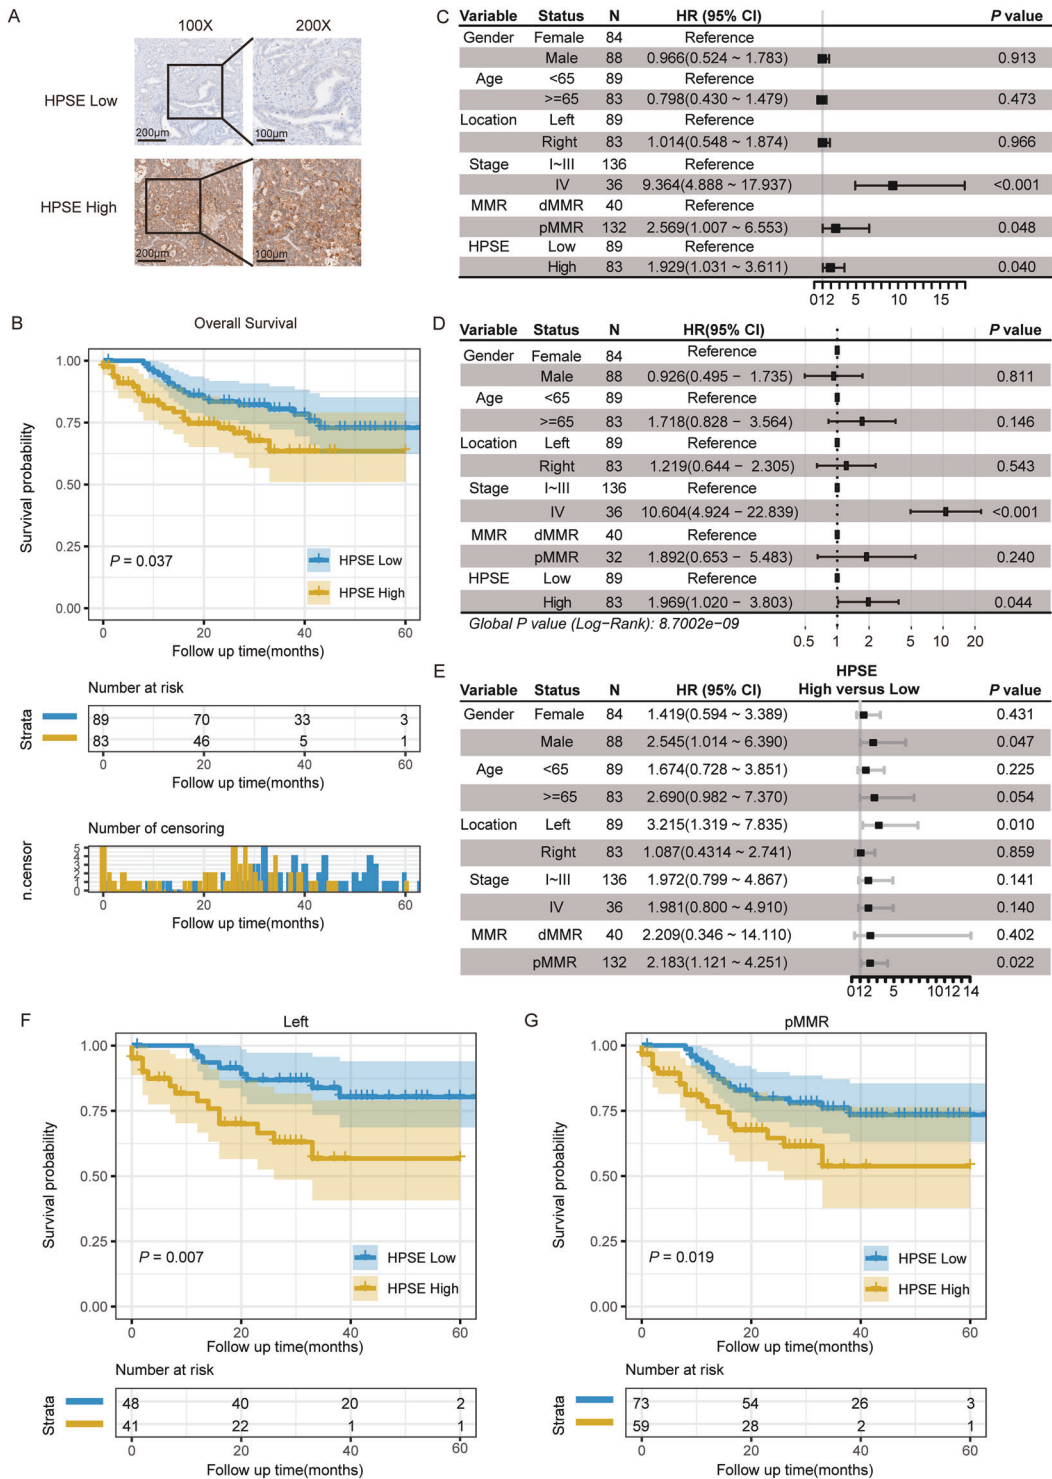 A
100X 200X
HPSE Low
200μm 100μm
HPSE High
200μm 100μm
B
Overall Survival
Survival probability
1.00
0.75
0.50
0.25
0.00
P = 0.037
HPSE Low
HPSE High
0 20 40 60
Follow up time(months)
Number at risk
Strata
89 70 33 3
83 46 5 1
0 20 40 60
Follow up time(months)
Number of censoring
n.censor
5
4
3
2
1
0
0 20 40 60
Follow up time(months)
C
Variable Status N HR (95% CI) P value
Gender Female 84 Reference
Male 88 0.966(0.524 ~ 1.783) 0.913
Age <65 89 Reference
>=65 83 0.798(0.430 ~ 1.479) 0.473
Location Left 89 Reference
Right 83 1.014(0.548 ~ 1.874) 0.966
Stage I~III 136 Reference
IV 36 9.364(4.888 ~ 17.937) <0.001
MMR dMMR 40 Reference
pMMR 132 2.569(1.007 ~ 6.553) 0.048
HPSE Low 89 Reference
High 83 1.929(1.031 ~ 3.611) 0.040
012 5 10 15
D
Variable Status N HR(95% CI) P value
Gender Female 84 Reference
Male 88 0.926(0.495 − 1.735) 0.811
Age <65 89 Reference
>=65 83 1.718(0.828 − 3.564) 0.146
Location Left 89 Reference
Right 83 1.219(0.644 − 2.305) 0.543
Stage I~III 136 Reference
IV 36 10.604(4.924 − 22.839) <0.001
MMR dMMR 40 Reference
pMMR 32 1.892(0.653 − 5.483) 0.240
HPSE Low 89 Reference
High 83 1.969(1.020 − 3.803) 0.044
Global P value (Log−Rank): 8.7002e−09
0.5 1 2 5 10 20
E
HPSE
Variable Status N HR (95% CI) High versus Low P value
Gender Female 84 1.419(0.594 ~ 3.389) 0.431
Male 88 2.545(1.014 ~ 6.390) 0.047
Age <65 89 1.674(0.728 ~ 3.851) 0.225
>=65 83 2.690(0.982 ~ 7.370) 0.054
Location Left 89 3.215(1.319 ~ 7.835) 0.010
Right 83 1.087(0.4314 ~ 2.741) 0.859
Stage I~III 136 1.972(0.799 ~ 4.867) 0.141
IV 36 1.981(0.800 ~ 4.910) 0.140
MMR dMMR 40 2.209(0.346 ~ 14.110) 0.402
pMMR 132 2.183(1.121 ~ 4.251) 0.022
012 5 1012 14
F
Left
Survival probability
1.00
0.75
0.50
0.25
0.00
P = 0.007
HPSE Low
HPSE High
0 20 40 60
Follow up time(months)
Number at risk
Strata
48 40 20 2
41 22 1 1
0 20 40 60
Follow up time(months)
G
pMMR
Survival probability
1.00
0.75
0.50
0.25
0.00
P = 0.019
HPSE Low
HPSE High
0 20 40 60
Follow up time(months)
Number at risk
Strata
73 54 26 3
59 28 2 1
0 20 40 60
Follow up time(months)